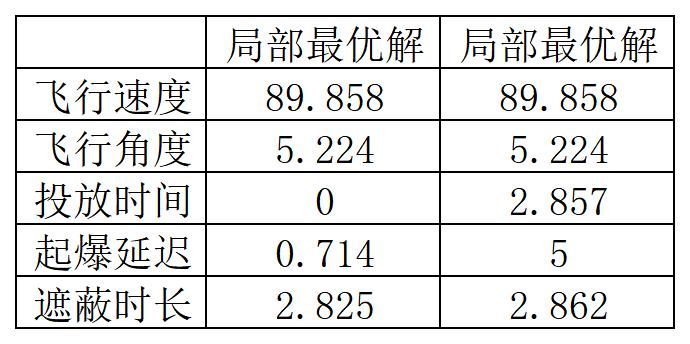 局部最优解 局部最优解
飞行速度 89.858 89.858
飞行角度 5.224 5.224
投放时间 0 2.857
起爆延迟 0.714 5
遮蔽时长 2.825 2.862